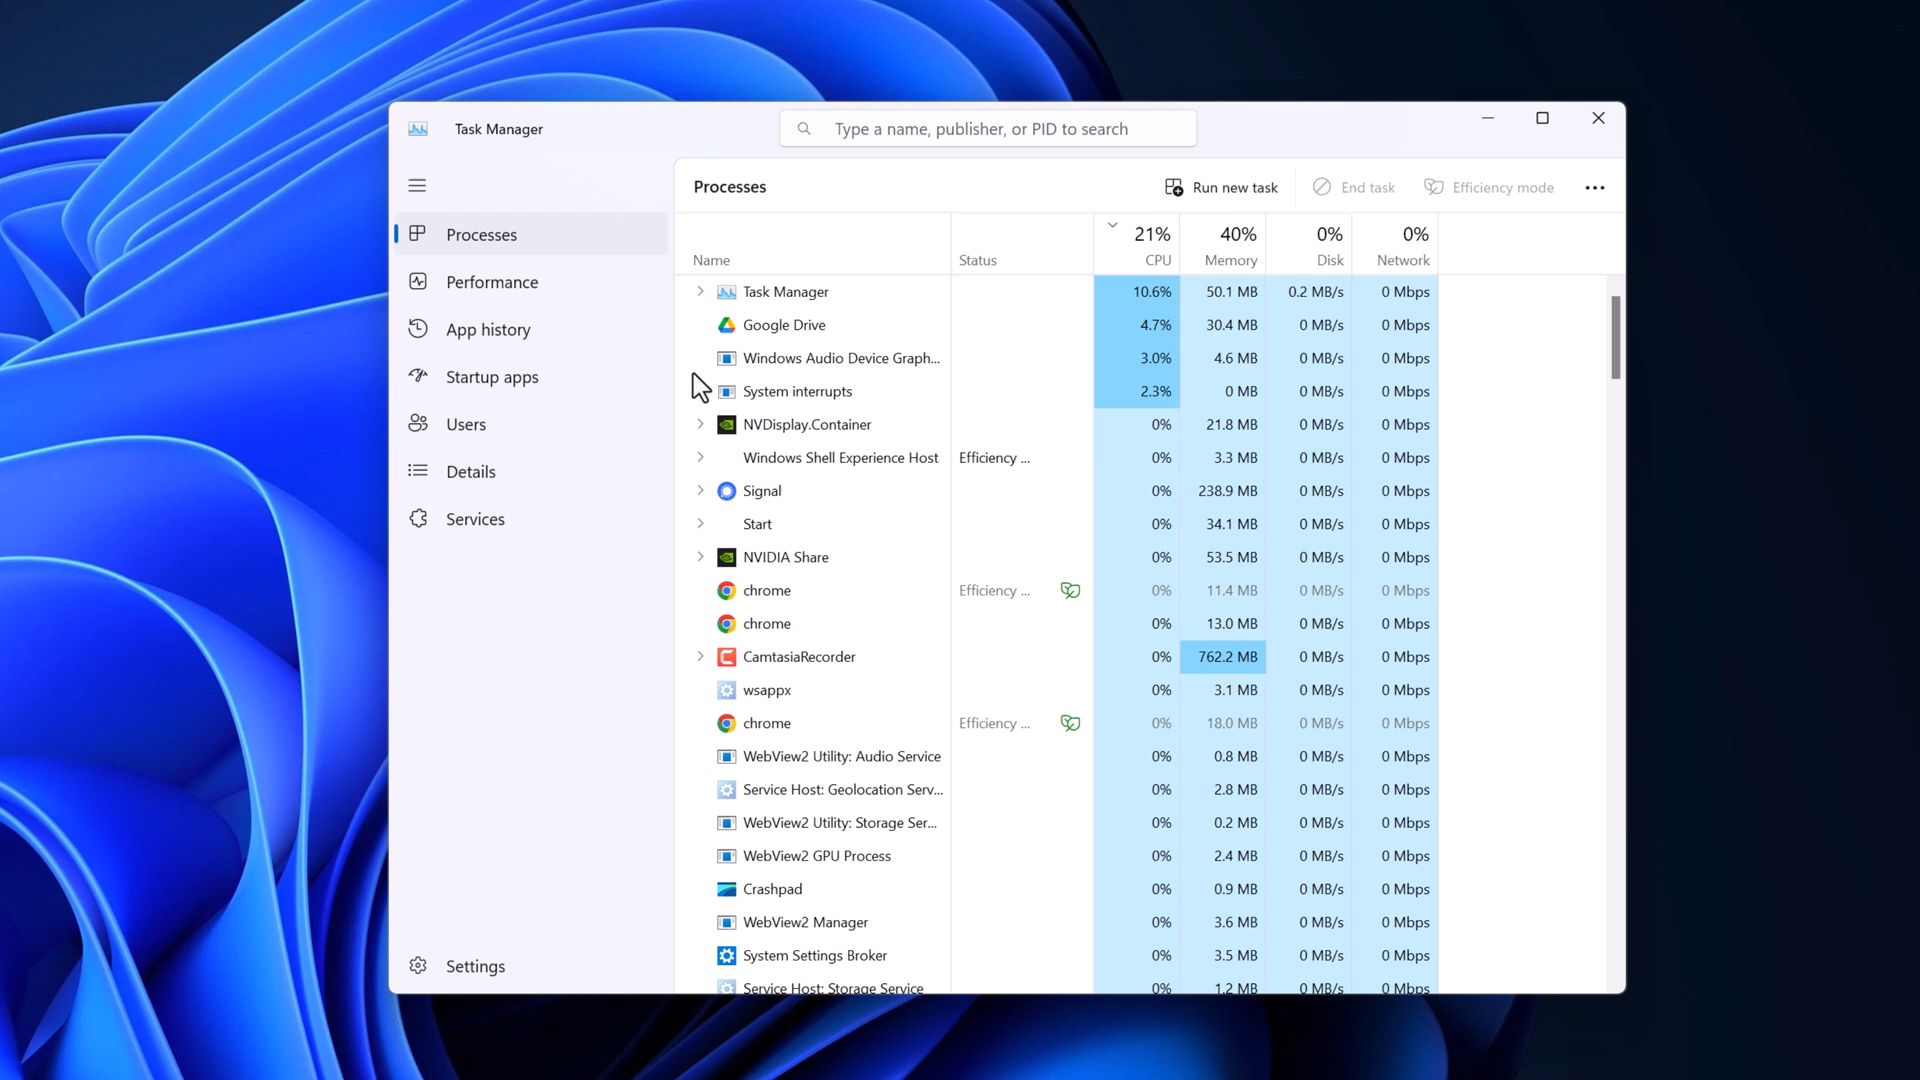 Task Manager
Type a name, publisher, or PID to search
Processes
Run new task
End task
Efficiency mode
Processes
Performance
App history
Startup apps
Users
Details
Services
Settings
21% 40% 0% 0%
Name Status CPU Memory Disk Network
Task Manager 10.6% 50.1 MB 0.2 MB/s 0 Mbps
Google Drive 4.7% 30.4 MB 0 MB/s 0 Mbps
Windows Audio Device Graph... 3.0% 4.6 MB 0 MB/s 0 Mbps
System interrupts 2.3% 0 MB 0 MB/s 0 Mbps
NVDisplay.Container 0% 21.8 MB 0 MB/s 0 Mbps
Windows Shell Experience Host Efficiency ... 0% 3.3 MB 0 MB/s 0 Mbps
Signal 0% 238.9 MB 0 MB/s 0 Mbps
Start 0% 34.1 MB 0 MB/s 0 Mbps
NVIDIA Share 0% 53.5 MB 0 MB/s 0 Mbps
chrome Efficiency ... 0% 11.4 MB 0 MB/s 0 Mbps
chrome 0% 13.0 MB 0 MB/s 0 Mbps
CamtasiaRecorder 0% 762.2 MB 0 MB/s 0 Mbps
wsappx 0% 3.1 MB 0 MB/s 0 Mbps
chrome Efficiency ... 0% 18.0 MB 0 MB/s 0 Mbps
WebView2 Utility: Audio Service 0% 0.8 MB 0 MB/s 0 Mbps
Service Host: Geolocation Serv... 0% 2.8 MB 0 MB/s 0 Mbps
WebView2 Utility: Storage Ser... 0% 0.2 MB 0 MB/s 0 Mbps
WebView2 GPU Process 0% 2.4 MB 0 MB/s 0 Mbps
Crashpad 0% 0.9 MB 0 MB/s 0 Mbps
WebView2 Manager 0% 3.6 MB 0 MB/s 0 Mbps
System Settings Broker 0% 3.5 MB 0 MB/s 0 Mbps
Service Host: Storage Service 0% 1.2 MB 0 MB/s 0 Mbps